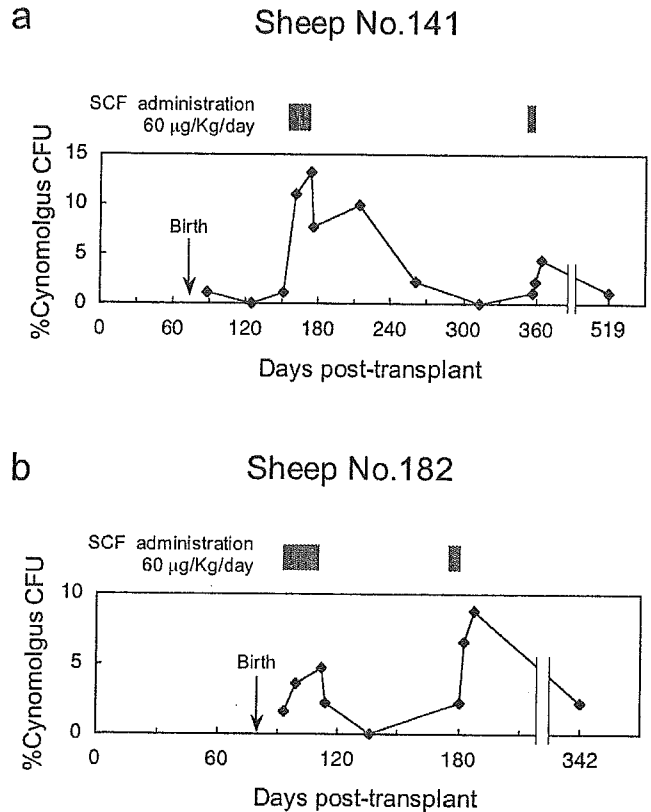 a
Sheep No.141
SCF administration
60 μg/Kg/day
%Cynomolgus CFU
15
10
5
0
Birth
0 60 120 180 240 300 360 519
Days post-transplant
b
Sheep No.182
SCF administration
60 μg/Kg/day
%Cynomolgus CFU
10
5
0
Birth
0 60 120 180 342
Days post-transplant